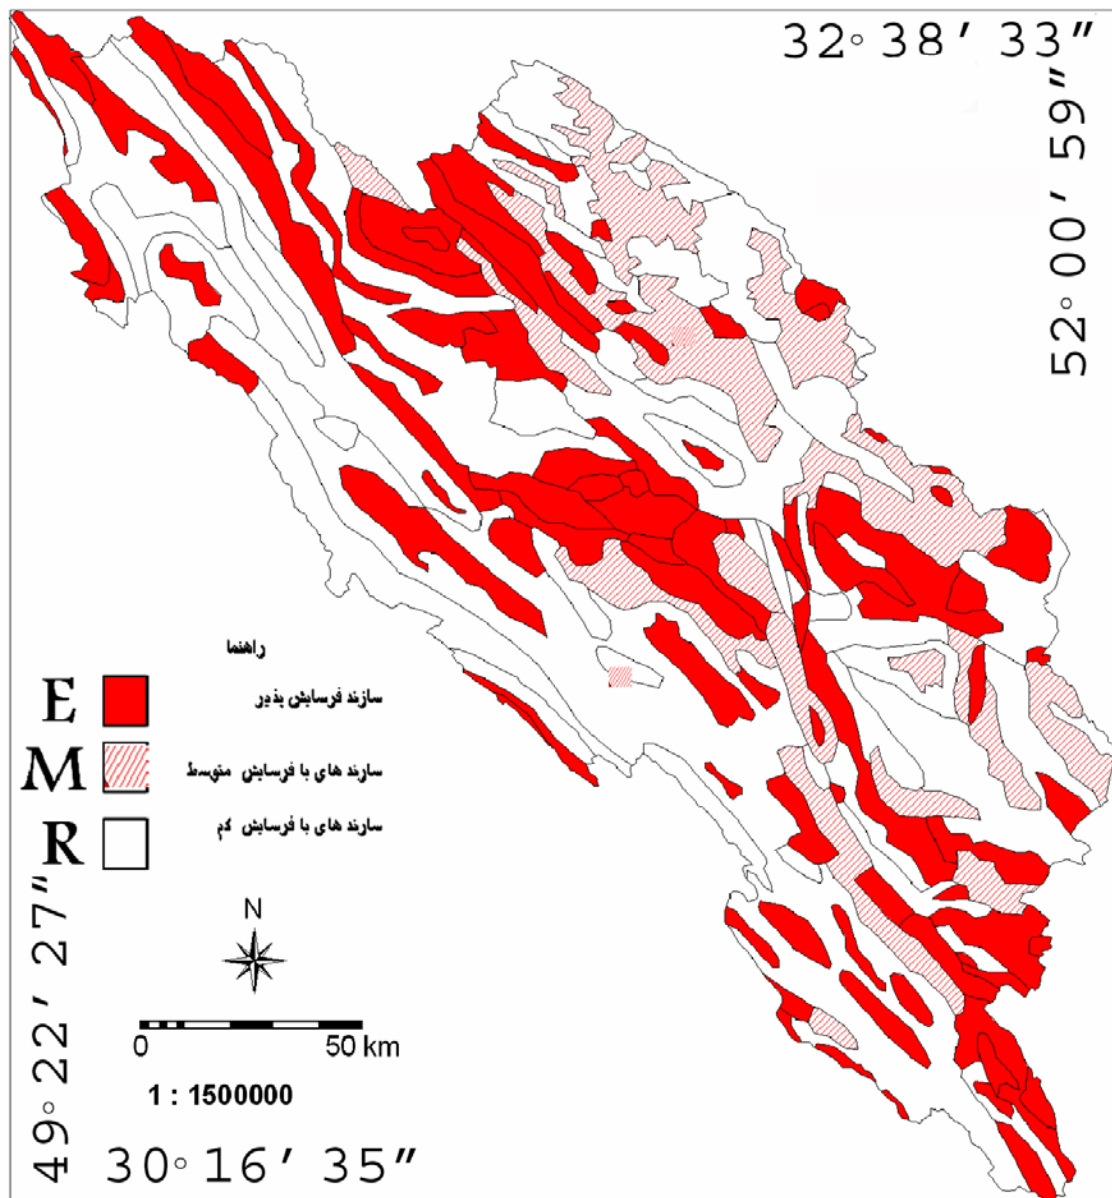 32° 38′ 33″
52° 00′ 59″
راهنما
E سازند فرسایش پذیر
M سازند های با فرسایش متوسط
R سازند های با فرسایش کم
49° 22′ 27″
N
0 50 km
1 : 1500000
30° 16′ 35″